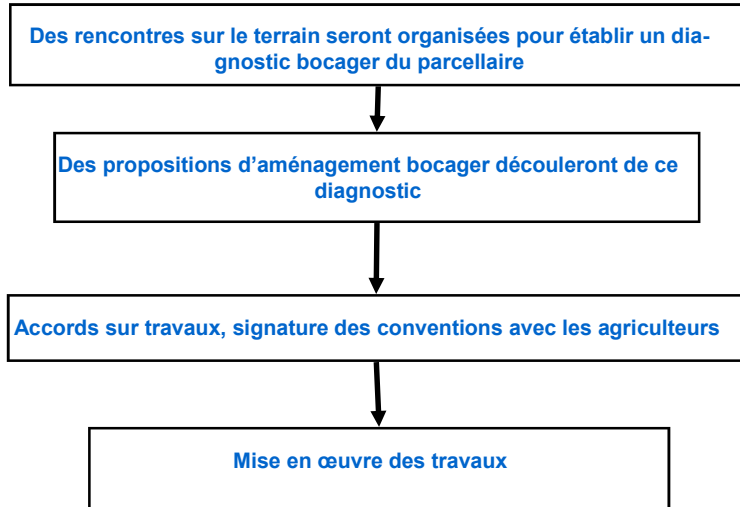 Des rencontres sur le terrain seront organisées pour établir un dia-
gnostic bocager du parcellaire
Des propositions d’aménagement bocager découleront de ce
diagnostic
Accords sur travaux, signature des conventions avec les agriculteurs
Mise en œuvre des travaux